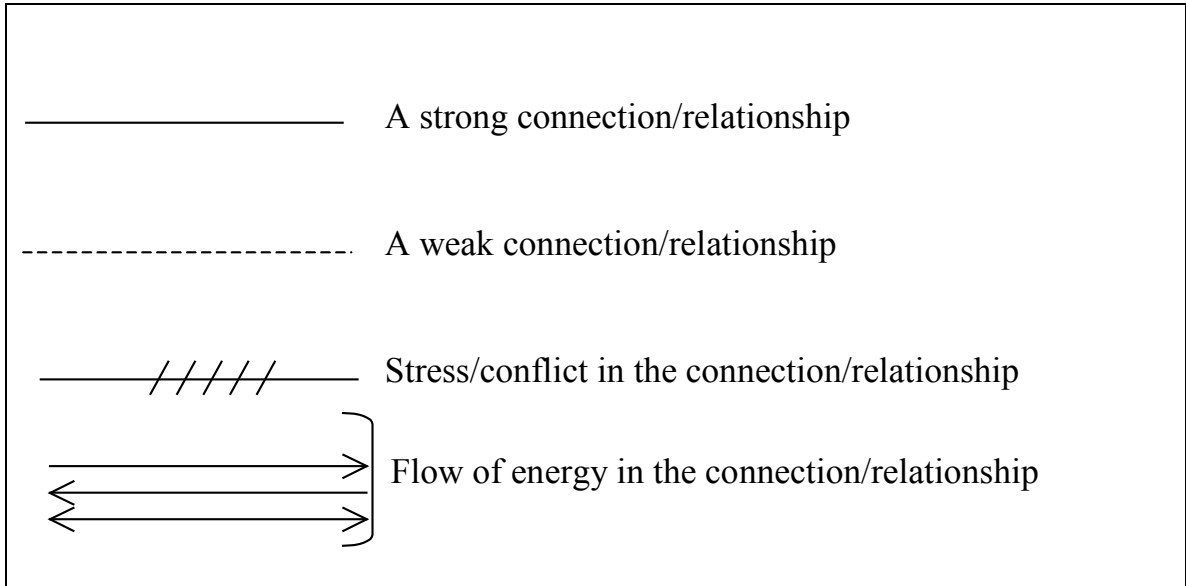 A strong connection/relationship
A weak connection/relationship
Stress/conflict in the connection/relationship
Flow of energy in the connection/relationship